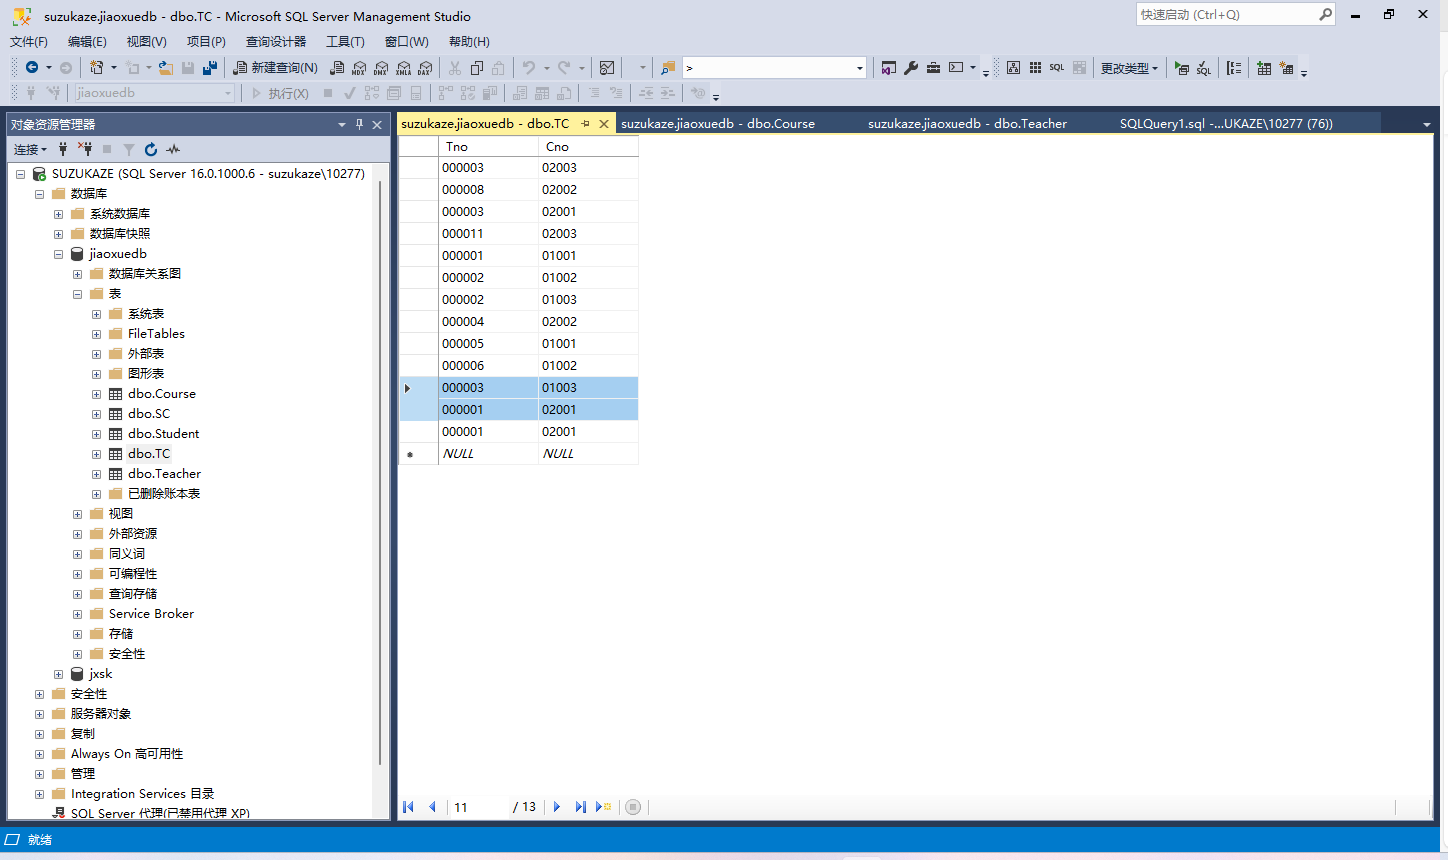 suzukaze.jiaoxuedb - dbo.TC - Microsoft SQL Server Management Studio
快速启动 (Ctrl+Q)
文件(F) 编辑(E) 视图(V) 项目(P) 查询设计器 工具(T) 窗口(W) 帮助(H)
新建查询(N) MDX DMX XMLA DAX > SQL 更改类型 SQL
jiaoxuedb 执行(X)
对象资源管理器
连接
SUZUKAZE (SQL Server 16.0.1000.6 - suzukaze\10277)
数据库
系统数据库
数据库快照
jiaoxuedb
数据库关系图
表
系统表
FileTables
外部表
图形表
dbo.Course
dbo.SC
dbo.Student
dbo.TC
dbo.Teacher
已删除账本表
视图
外部资源
同义词
可编程性
查询存储
Service Broker
存储
安全性
jxsk
安全性
服务器对象
复制
Always On 高可用性
管理
Integration Services 目录
SQL Server 代理(已禁用代理 XP)
suzukaze.jiaoxuedb - dbo.TC suzukaze.jiaoxuedb - dbo.Course suzukaze.jiaoxuedb - dbo.Teacher SQLQuery1.sql -...UKAZE\10277 (76))
Tno Cno
000003 02003
000008 02002
000003 02001
000011 02003
000001 01001
000002 01002
000002 01003
000004 02002
000005 01001
000006 01002
000003 01003
000001 02001
000001 02001
NULL NULL
11 / 13
就绪